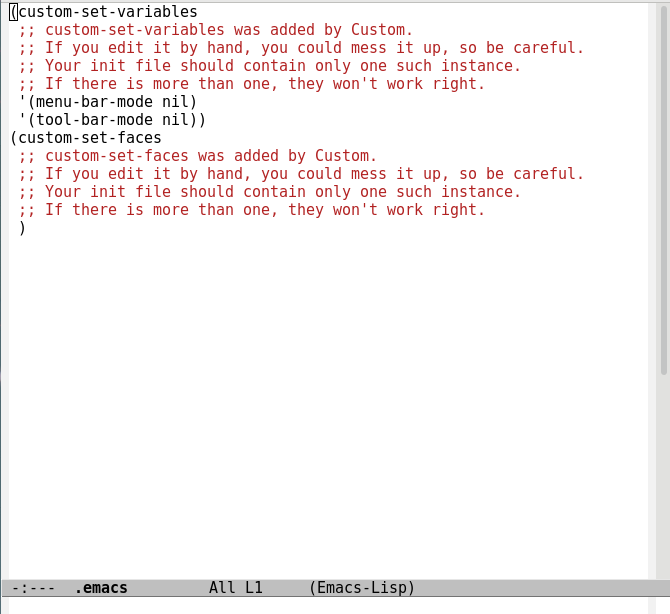 (custom-set-variables
 ;; custom-set-variables was added by Custom.
 ;; If you edit it by hand, you could mess it up, so be careful.
 ;; Your init file should contain only one such instance.
 ;; If there is more than one, they won't work right.
 '(menu-bar-mode nil)
 '(tool-bar-mode nil))
(custom-set-faces
 ;; custom-set-faces was added by Custom.
 ;; If you edit it by hand, you could mess it up, so be careful.
 ;; Your init file should contain only one such instance.
 ;; If there is more than one, they won't work right.
 )
-:---  .emacs         All L1     (Emacs-Lisp)